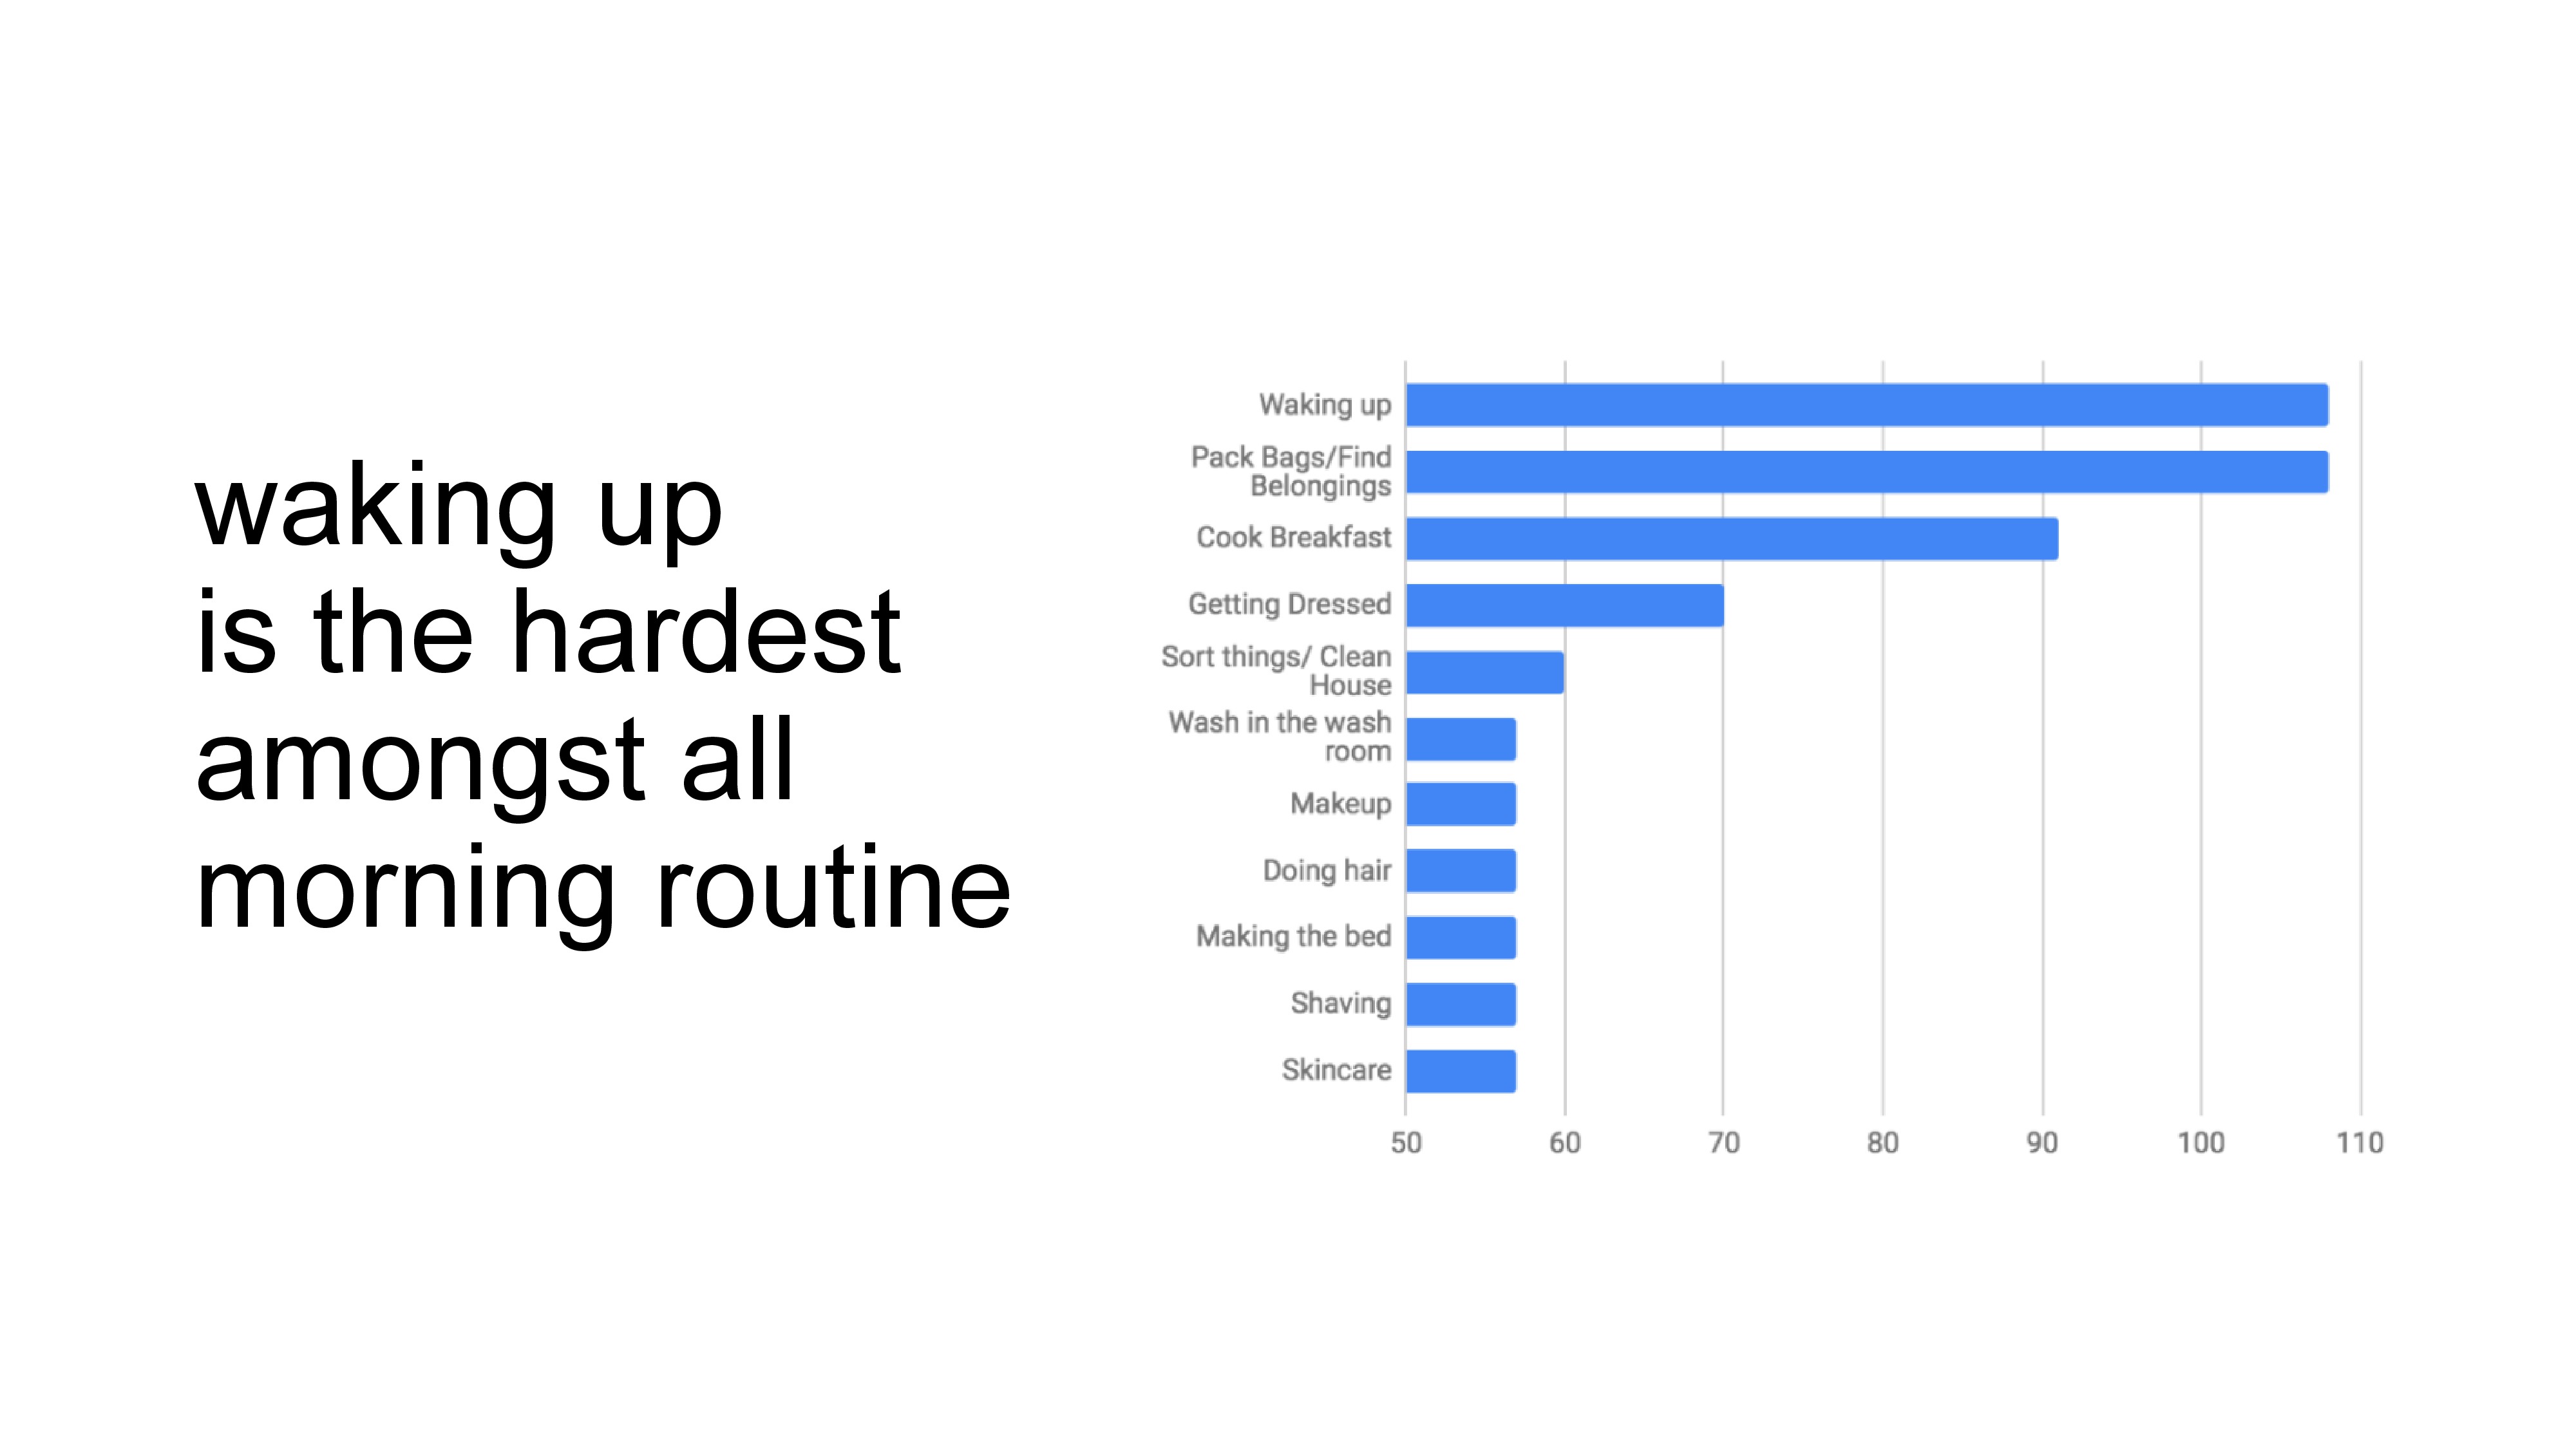 waking up
is the hardest
amongst all
morning routine
Waking up
Pack Bags/Find
Belongings
Cook Breakfast
Getting Dressed
Sort things/ Clean
House
Wash in the wash
room
Makeup
Doing hair
Making the bed
Shaving
Skincare
50 60 70 80 90 100 110